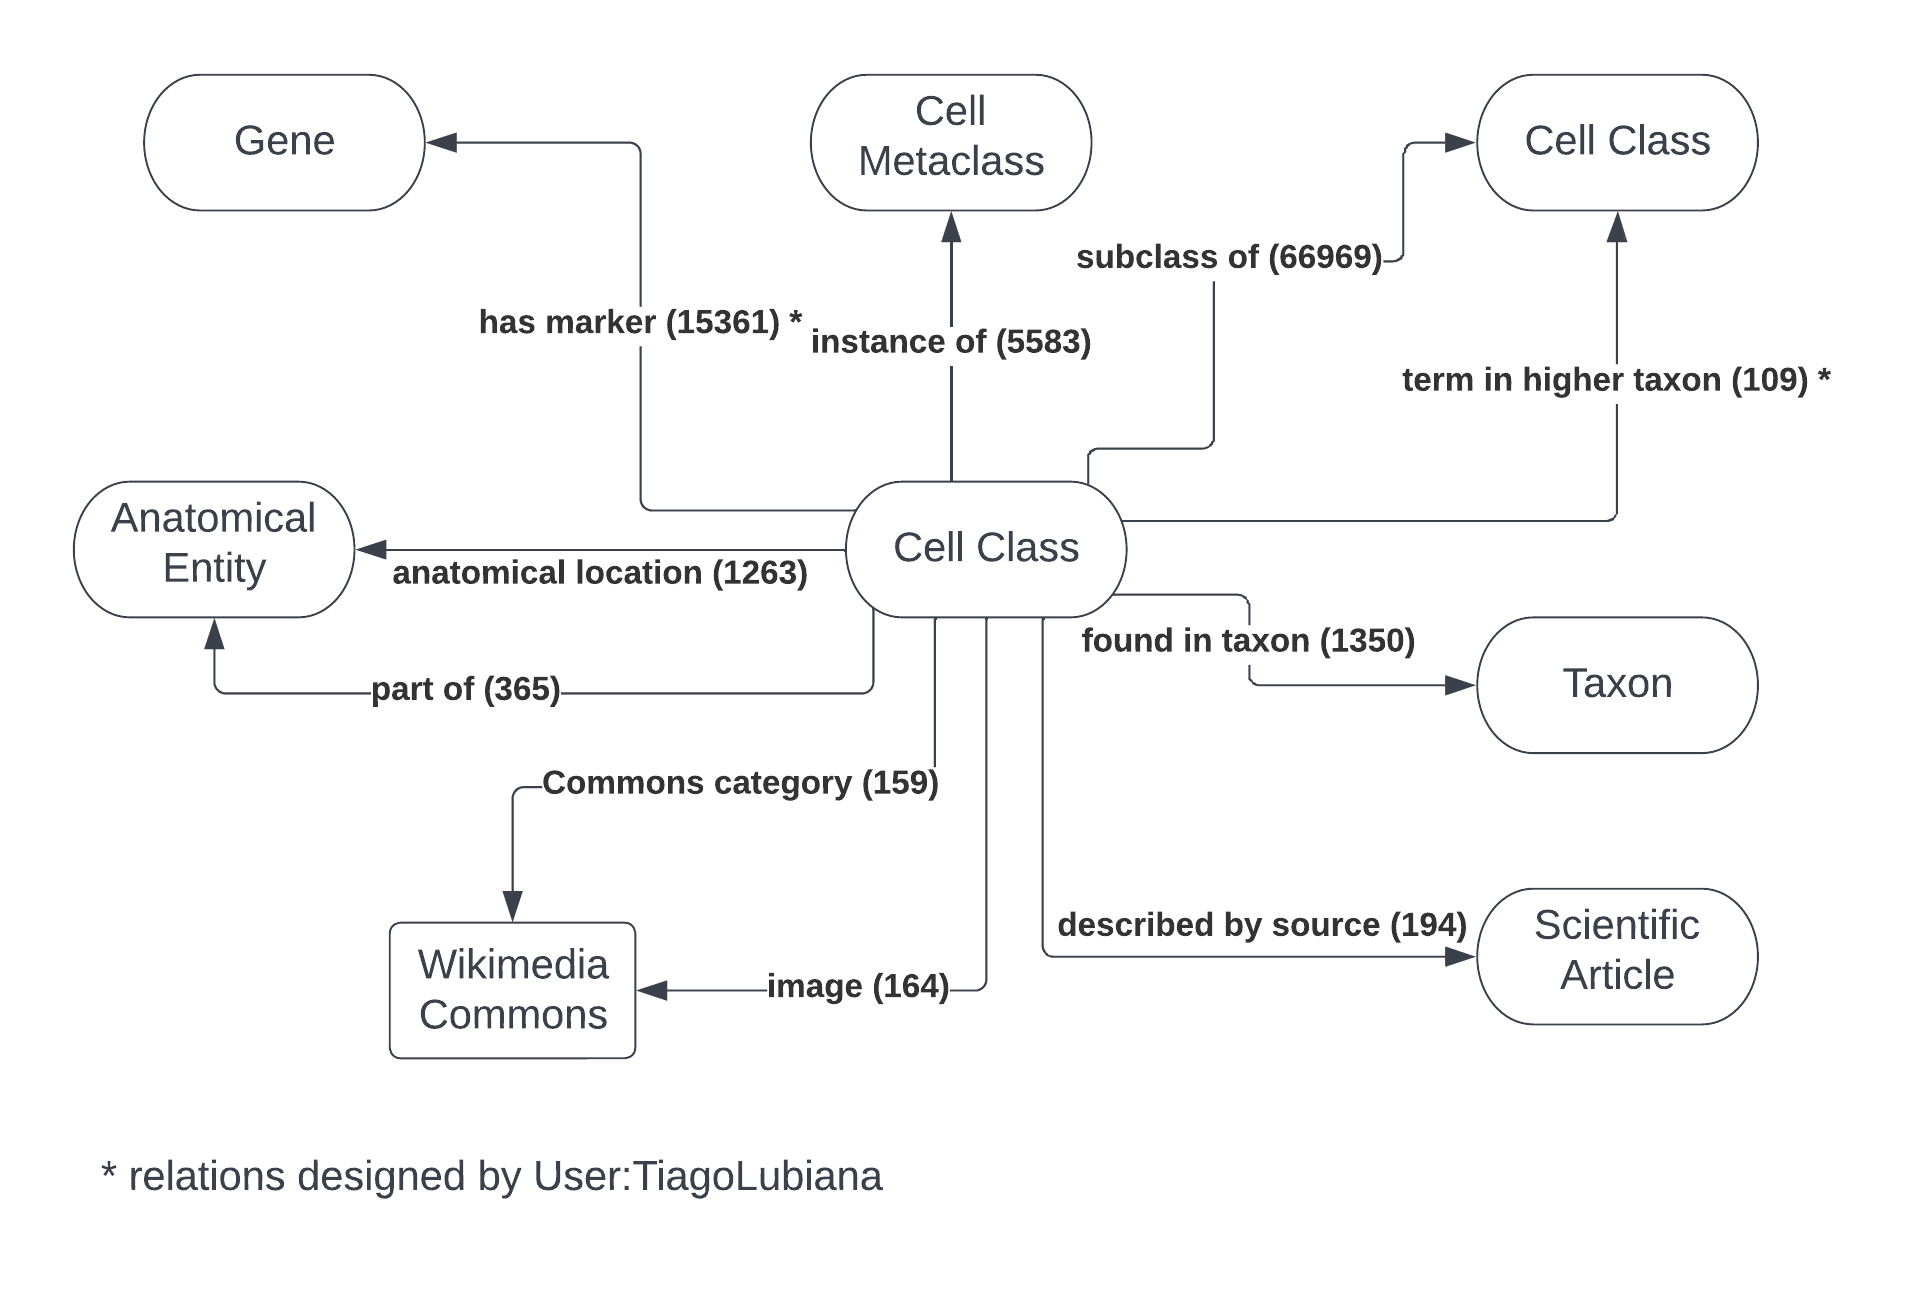 Gene
Cell
Metaclass
Cell Class
subclass of (66969)
has marker (15361) *
instance of (5583)
term in higher taxon (109) *
Anatomical
Entity
Cell Class
anatomical location (1263)
found in taxon (1350)
part of (365)
Taxon
Commons category (159)
described by source (194)
Scientific
Article
Wikimedia
Commons
image (164)
* relations designed by User:TiagoLubiana